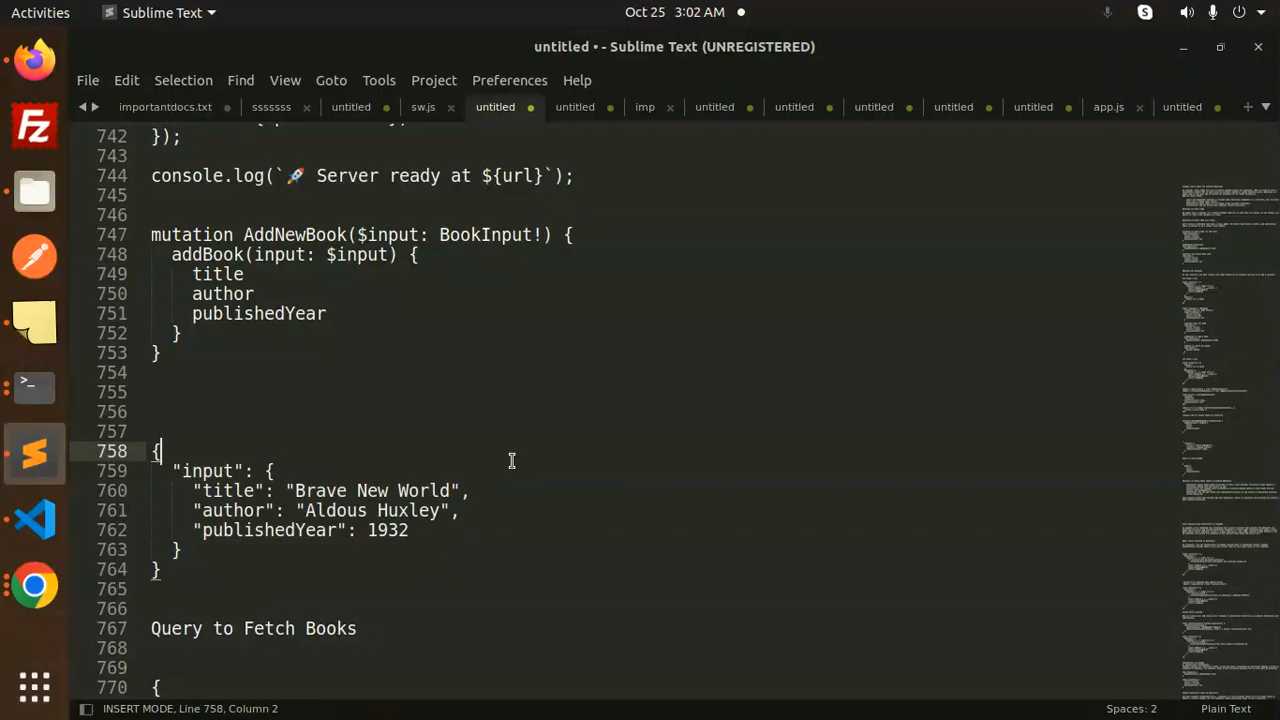 Activities
Sublime Text
Oct 25 3:02 AM
untitled • - Sublime Text (UNREGISTERED)
File Edit Selection Find View Goto Tools Project Preferences Help
importantdocs.txt sssssss untitled sw.js untitled untitled imp untitled untitled untitled untitled untitled app.js untitled
742 });
743
744 console.log(`🚀 Server ready at ${url}`);
745
746
747 mutation AddNewBook($input: BookInput!) {
748 addBook(input: $input) {
749 title
750 author
751 publishedYear
752 }
753 }
754
755
756
757
758 {
759 "input": {
760 "title": "Brave New World",
761 "author": "Aldous Huxley",
762 "publishedYear": 1932
763 }
764 }
765
766
767 Query to Fetch Books
768
769
770 {
INSERT MODE, Line 758, Column 2
Spaces: 2
Plain Text